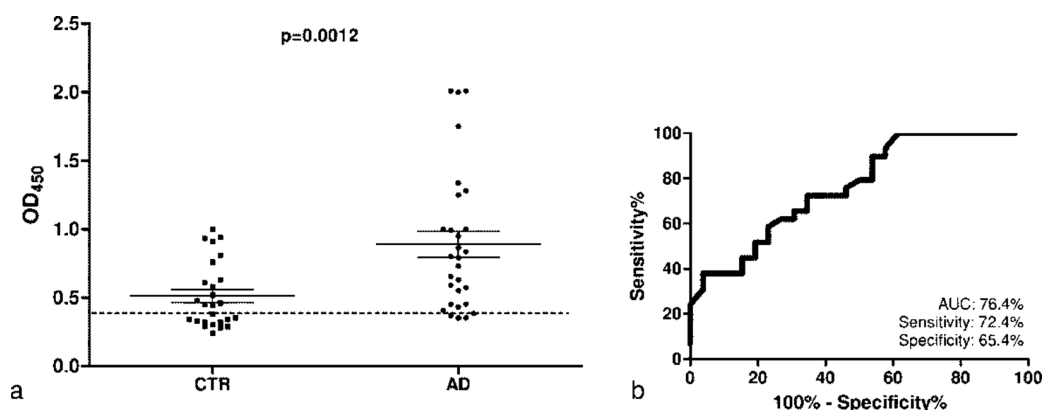 2.5
p=0.0012
2.0
1.5
OD450
1.0
0.5
0.0
CTR AD
a
100
80
60
Sensitivity%
40
20
0
AUC: 76.4%
Sensitivity: 72.4%
Specificity: 65.4%
0 20 40 60 80 100
100% - Specificity%
b